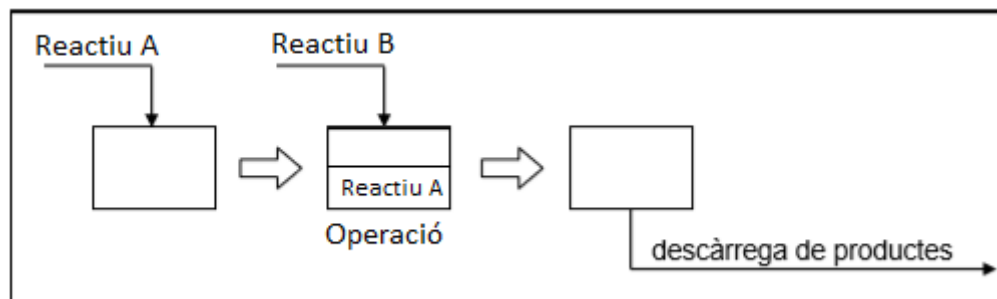 Reactiu A
Reactiu B
Reactiu A
Operació
descàrrega de productes